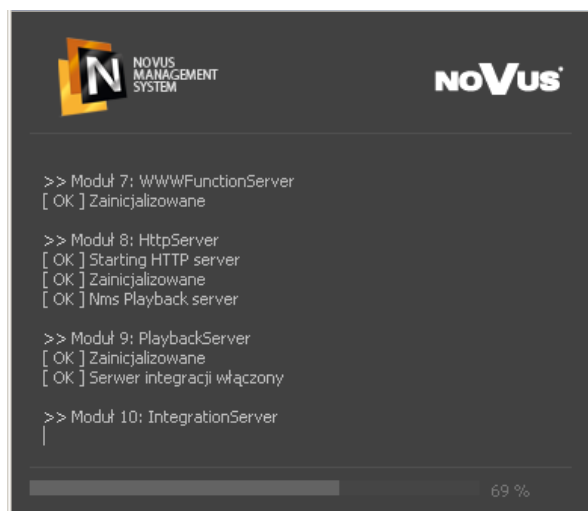 N
NOVUS
MANAGEMENT
SYSTEM
NOVUS
>> Moduł 7: WWWFunctionServer
[ OK ] Zainicjalizowane
>> Moduł 8: HttpServer
[ OK ] Starting HTTP server
[ OK ] Zainicjalizowane
[ OK ] Nms Playback server
>> Moduł 9: PlaybackServer
[ OK ] Zainicjalizowane
[ OK ] Serwer integracji włączony
>> Moduł 10: IntegrationServer
69 %